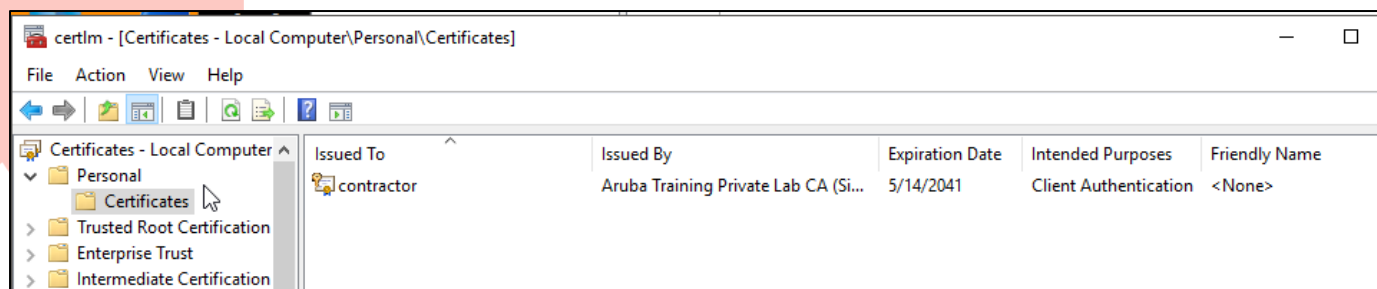 certlm - [Certificates - Local Computer\Personal\Certificates]
File Action View Help
Certificates - Local Computer
Issued To Issued By Expiration Date Intended Purposes Friendly Name
Personal
contractor Aruba Training Private Lab CA (Si... 5/14/2041 Client Authentication <None>
Certificates
Trusted Root Certification
Enterprise Trust
Intermediate Certification